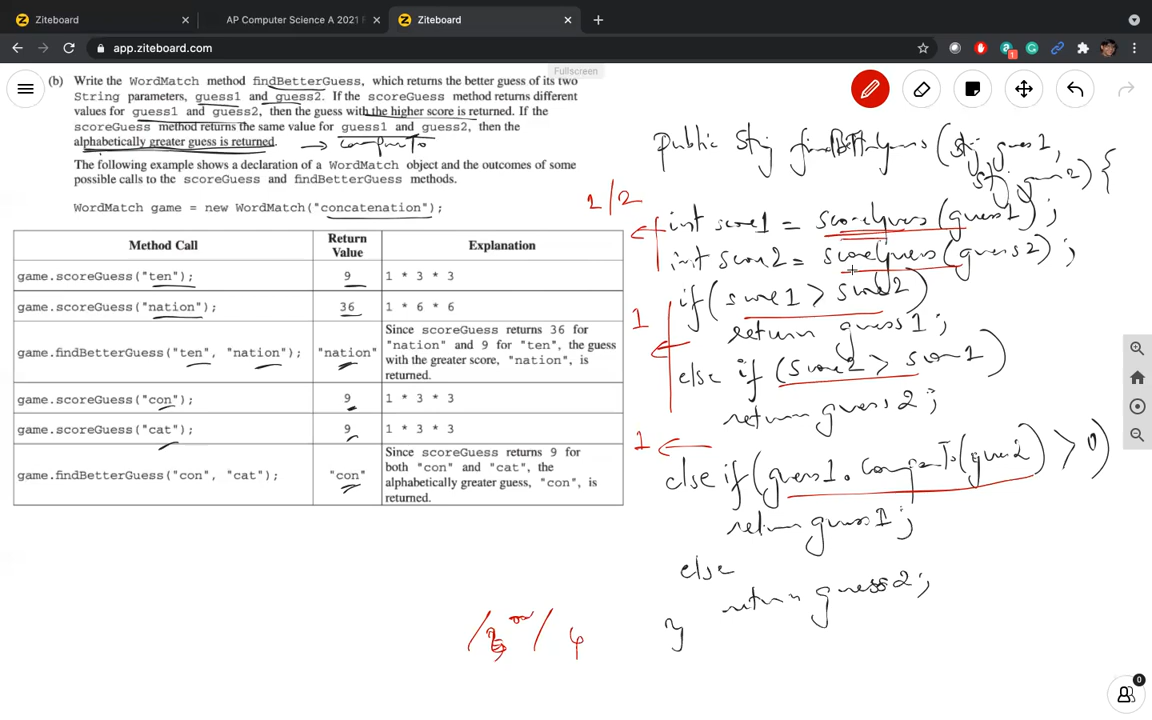 Ziteboard
AP Computer Science A 2021 F
Ziteboard
app.ziteboard.com
1
Fullscreen
(b) Write the WordMatch method findBetterGuess, which returns the better guess of its two
String parameters, guess1 and guess2. If the scoreGuess method returns different
values for guess1 and guess2, then the guess with the higher score is returned. If the
scoreGuess method returns the same value for guess1 and guess2, then the
alphabetically greater guess is returned.
→ compareTo
The following example shows a declaration of a WordMatch object and the outcomes of some
possible calls to the scoreGuess and findBetterGuess methods.
WordMatch game = new WordMatch("concatenation");
Method Call Return Value Explanation
game.scoreGuess("ten"); 9 1 * 3 * 3
game.scoreGuess("nation"); 36 1 * 6 * 6
game.findBetterGuess("ten", "nation"); "nation" Since scoreGuess returns 36 for
"nation" and 9 for "ten", the guess
with the greater score, "nation", is
returned.
game.scoreGuess("con"); 9 1 * 3 * 3
game.scoreGuess("cat"); 9 1 * 3 * 3
game.findBetterGuess("con", "cat"); "con" Since scoreGuess returns 9 for
both "con" and "cat", the
alphabetically greater guess, "con", is
returned.
public String findBetterGuess (String guess1,
String guess2) {
1/2
int score1 = scoreGuess (guess1);
int score2 = scoreGuess (guess2);
if (score1 > score2)
1
return guess1;
else if (score2 > score1)
return guess2;
1
else if (guess1.compareTo(guess2) > 0)
return guess1;
else
return guess2;
}
4
0